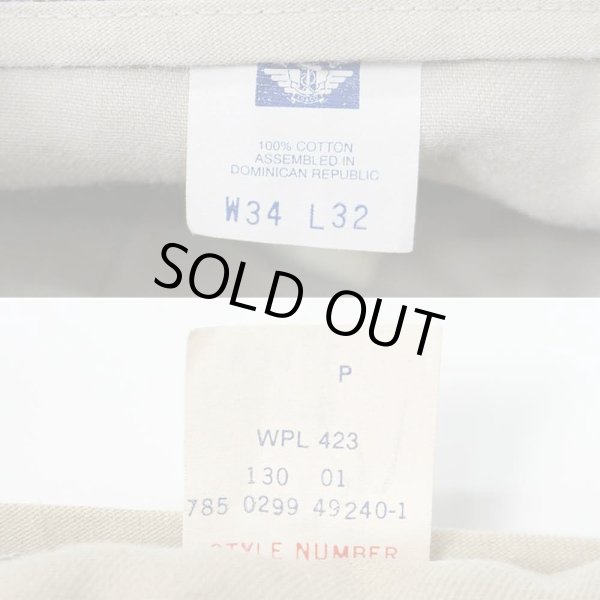 100% COTTON
ASSEMBLED IN
DOMINICAN REPUBLIC
W34 L32
SOLD OUT
P
WPL 423
130 01
785 0299 49240-1
STYLE NUMBER